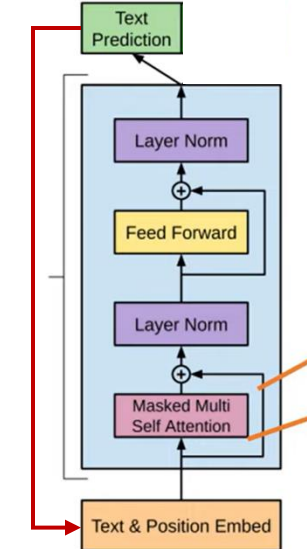 Text
Prediction
Layer Norm
+
Feed Forward
Layer Norm
+
Masked Multi
Self Attention
Text & Position Embed